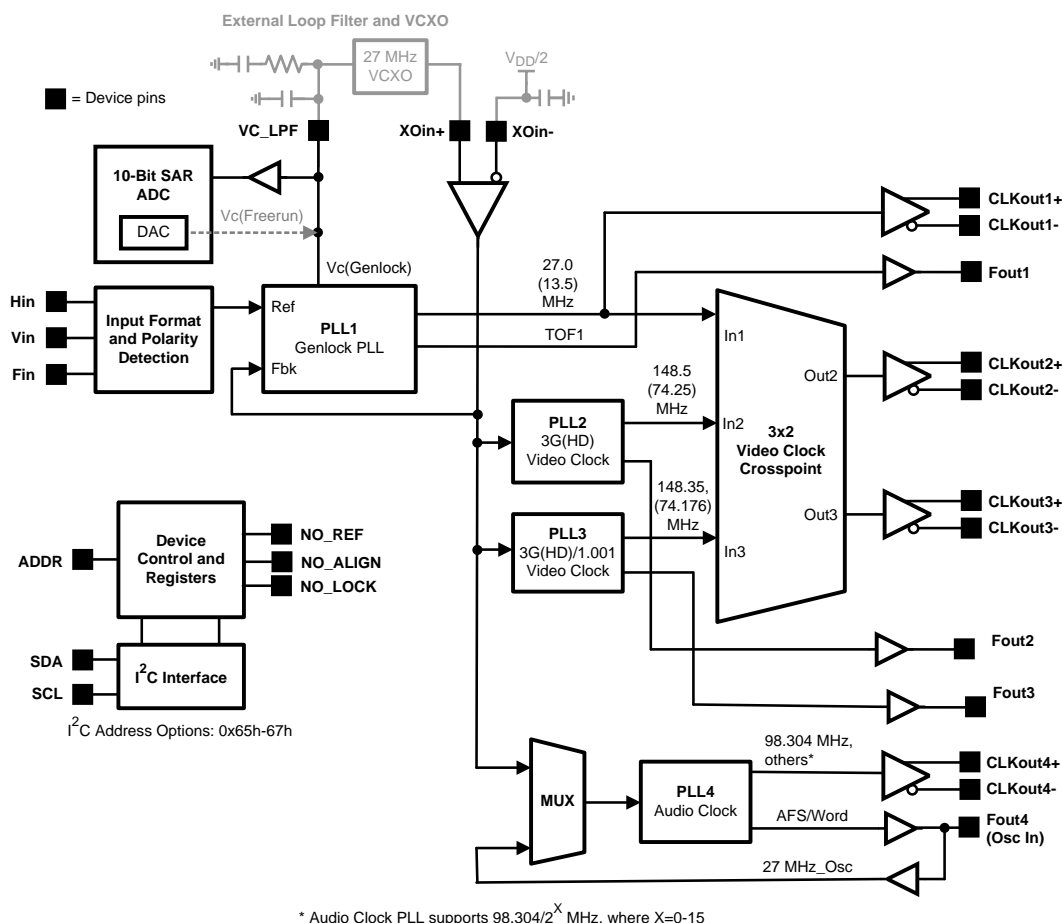 External Loop Filter and VCXO
27 MHz
VCXO
VDD/2
= Device pins
VC_LPF
XOin+
XOin-
10-Bit SAR
ADC
DAC
Vc(Freerun)
CLKout1+
CLKout1-
Vc(Genlock)
27.0
(13.5)
MHz
Fout1
Hin
Vin
Fin
Input Format
and Polarity
Detection
Ref
PLL1
Genlock PLL
Fbk
TOF1
In1
148.5
(74.25)
MHz
Out2
CLKout2+
CLKout2-
PLL2
3G(HD)
Video Clock
In2
3x2
Video Clock
Crosspoint
148.35,
(74.176)
MHz
Out3
CLKout3+
CLKout3-
PLL3
3G(HD)/1.001
Video Clock
In3
ADDR
Device
Control and
Registers
NO_REF
NO_ALIGN
NO_LOCK
Fout2
SDA
SCL
I2C Interface
Fout3
I2C Address Options: 0x65h-67h
MUX
PLL4
Audio Clock
98.304 MHz,
others*
CLKout4+
CLKout4-
AFS/Word
Fout4
(Osc In)
27 MHz_Osc
* Audio Clock PLL supports 98.304/2X MHz, where X=0-15